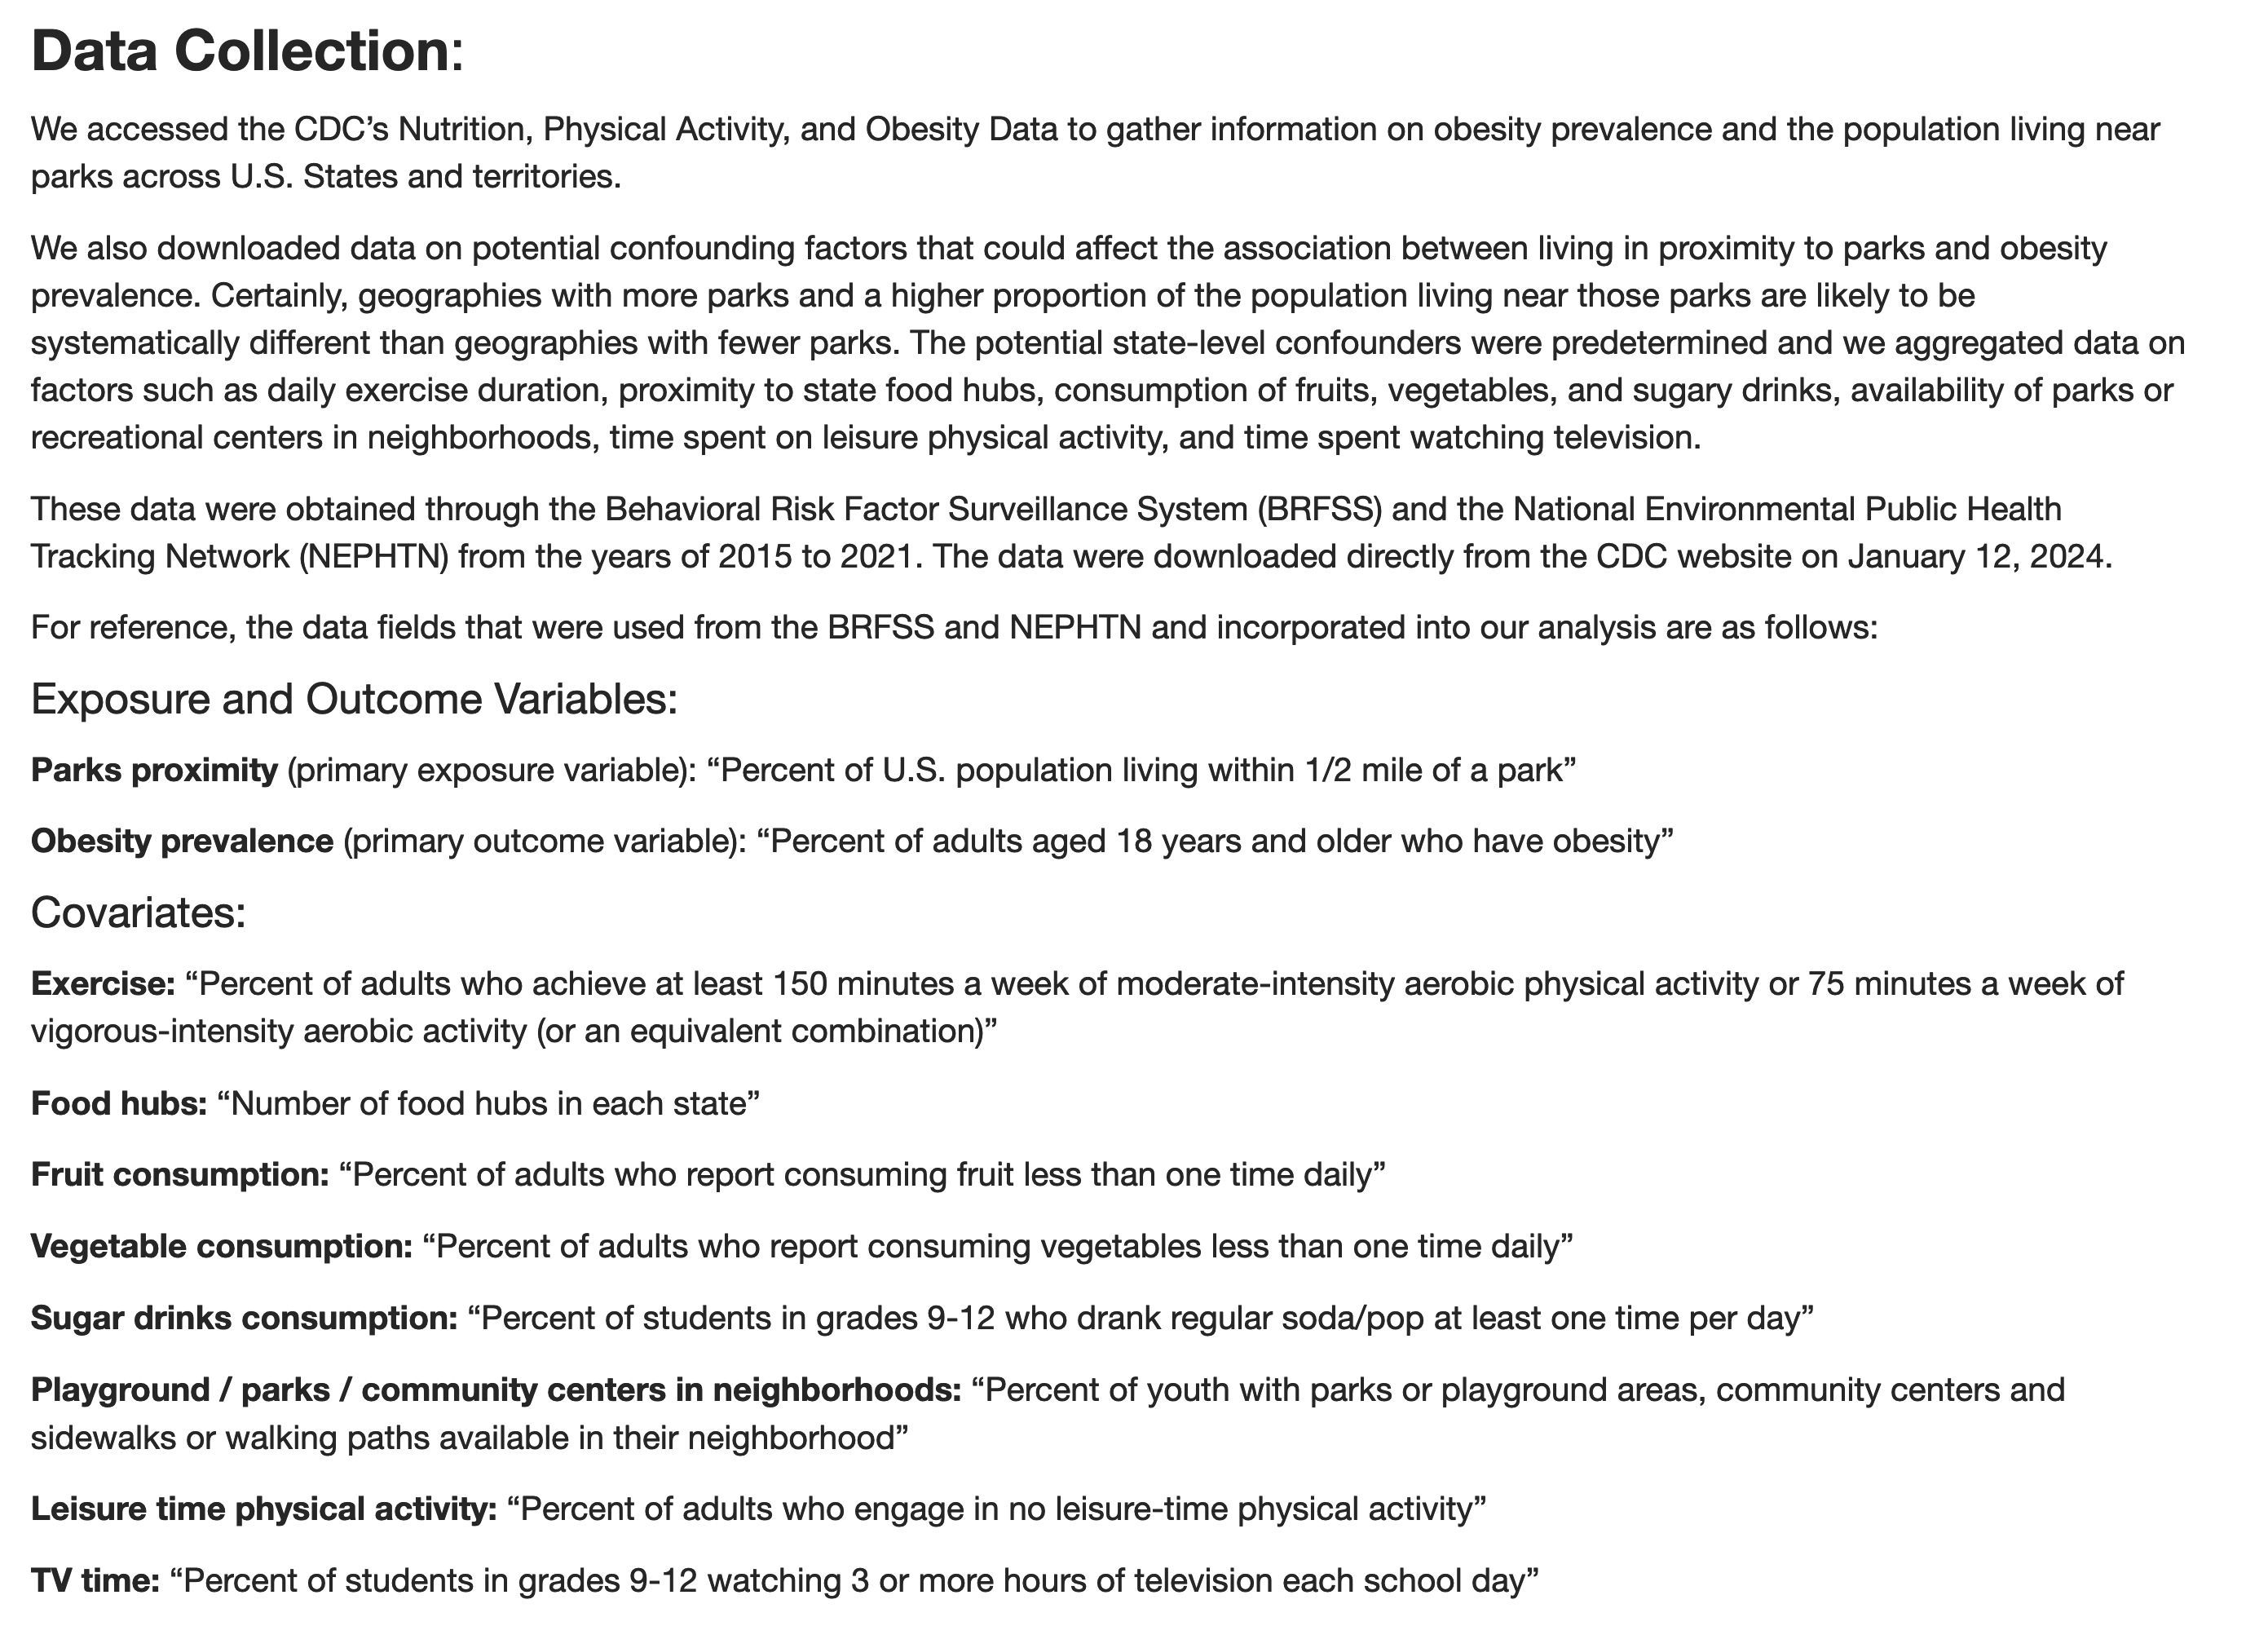 Data Collection:
We accessed the CDC’s Nutrition, Physical Activity, and Obesity Data to gather information on obesity prevalence and the population living near
parks across U.S. States and territories.
We also downloaded data on potential confounding factors that could affect the association between living in proximity to parks and obesity
prevalence. Certainly, geographies with more parks and a higher proportion of the population living near those parks are likely to be
systematically different than geographies with fewer parks. The potential state-level confounders were predetermined and we aggregated data on
factors such as daily exercise duration, proximity to state food hubs, consumption of fruits, vegetables, and sugary drinks, availability of parks or
recreational centers in neighborhoods, time spent on leisure physical activity, and time spent watching television.
These data were obtained through the Behavioral Risk Factor Surveillance System (BRFSS) and the National Environmental Public Health
Tracking Network (NEPHTN) from the years of 2015 to 2021. The data were downloaded directly from the CDC website on January 12, 2024.
For reference, the data fields that were used from the BRFSS and NEPHTN and incorporated into our analysis are as follows:
Exposure and Outcome Variables:
Parks proximity (primary exposure variable): “Percent of U.S. population living within 1/2 mile of a park”
Obesity prevalence (primary outcome variable): “Percent of adults aged 18 years and older who have obesity”
Covariates:
Exercise: “Percent of adults who achieve at least 150 minutes a week of moderate-intensity aerobic physical activity or 75 minutes a week of
vigorous-intensity aerobic activity (or an equivalent combination)”
Food hubs: “Number of food hubs in each state”
Fruit consumption: “Percent of adults who report consuming fruit less than one time daily”
Vegetable consumption: “Percent of adults who report consuming vegetables less than one time daily”
Sugar drinks consumption: “Percent of students in grades 9-12 who drank regular soda/pop at least one time per day”
Playground / parks / community centers in neighborhoods: “Percent of youth with parks or playground areas, community centers and
sidewalks or walking paths available in their neighborhood”
Leisure time physical activity: “Percent of adults who engage in no leisure-time physical activity”
TV time: “Percent of students in grades 9-12 watching 3 or more hours of television each school day”